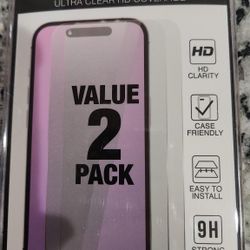 ULTRA CLEAR HD COVERAGE
VALUE
2
PACK
HD
HD
CLARITY
CASE
FRIENDLY
EASY TO
INSTALL
9H
STRONG